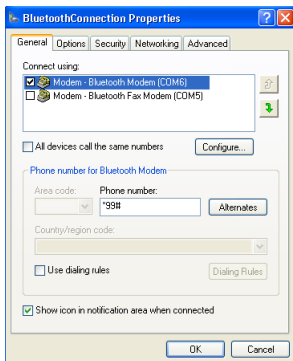 BluetoothConnection Properties
General Options Security Networking Advanced
Connect using:
Modem - Bluetooth Modem (COM6)
Modem - Bluetooth Fax Modem (COM5)
All devices call the same numbers Configure...
Phone number for Bluetooth Modem
Area code: Phone number:
*99# Alternates
Country/region code:
Use dialing rules Dialing Rules
Show icon in notification area when connected
OK Cancel